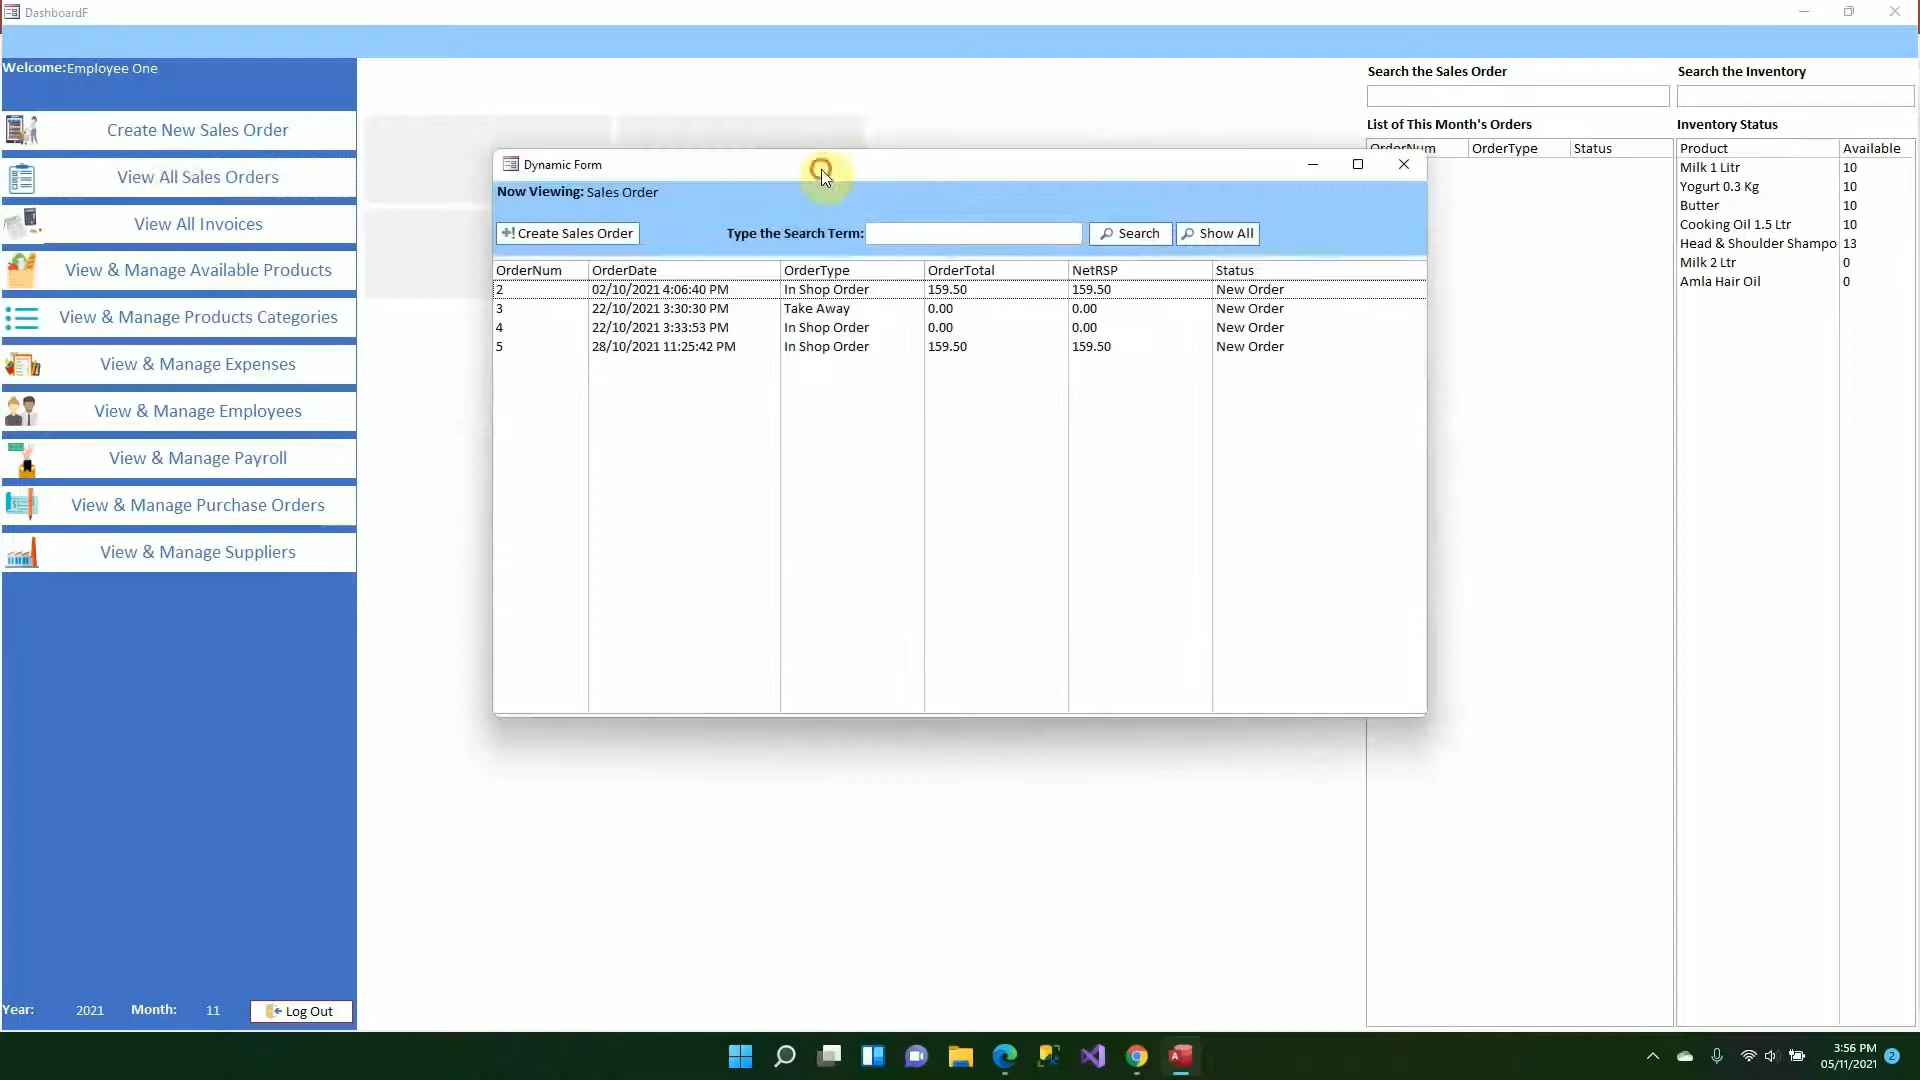 DashboardF
Welcome:Employee One
Create New Sales Order
View All Sales Orders
View All Invoices
View & Manage Available Products
View & Manage Products Categories
View & Manage Expenses
View & Manage Employees
View & Manage Payroll
View & Manage Purchase Orders
View & Manage Suppliers
Year: 2021 Month: 11 Log Out
Dynamic Form
Now Viewing: Sales Order
Create Sales Order Type the Search Term: Search Show All
OrderNum OrderDate OrderType OrderTotal NetRSP Status
2 02/10/2021 4:06:40 PM In Shop Order 159.50 159.50 New Order
3 22/10/2021 3:30:30 PM Take Away 0.00 0.00 New Order
4 22/10/2021 3:33:53 PM In Shop Order 0.00 0.00 New Order
5 28/10/2021 11:25:42 PM In Shop Order 159.50 159.50 New Order
Search the Sales Order
List of This Month's Orders
OrderNum OrderType Status
Search the Inventory
Inventory Status
Product Available
Milk 1 Litr 10
Yogurt 0.3 Kg 10
Butter 10
Cooking Oil 1.5 Ltr 10
Head & Shoulder Shampo 13
Milk 2 Ltr 0
Amla Hair Oil 0
3:56 PM
05/11/2021
2